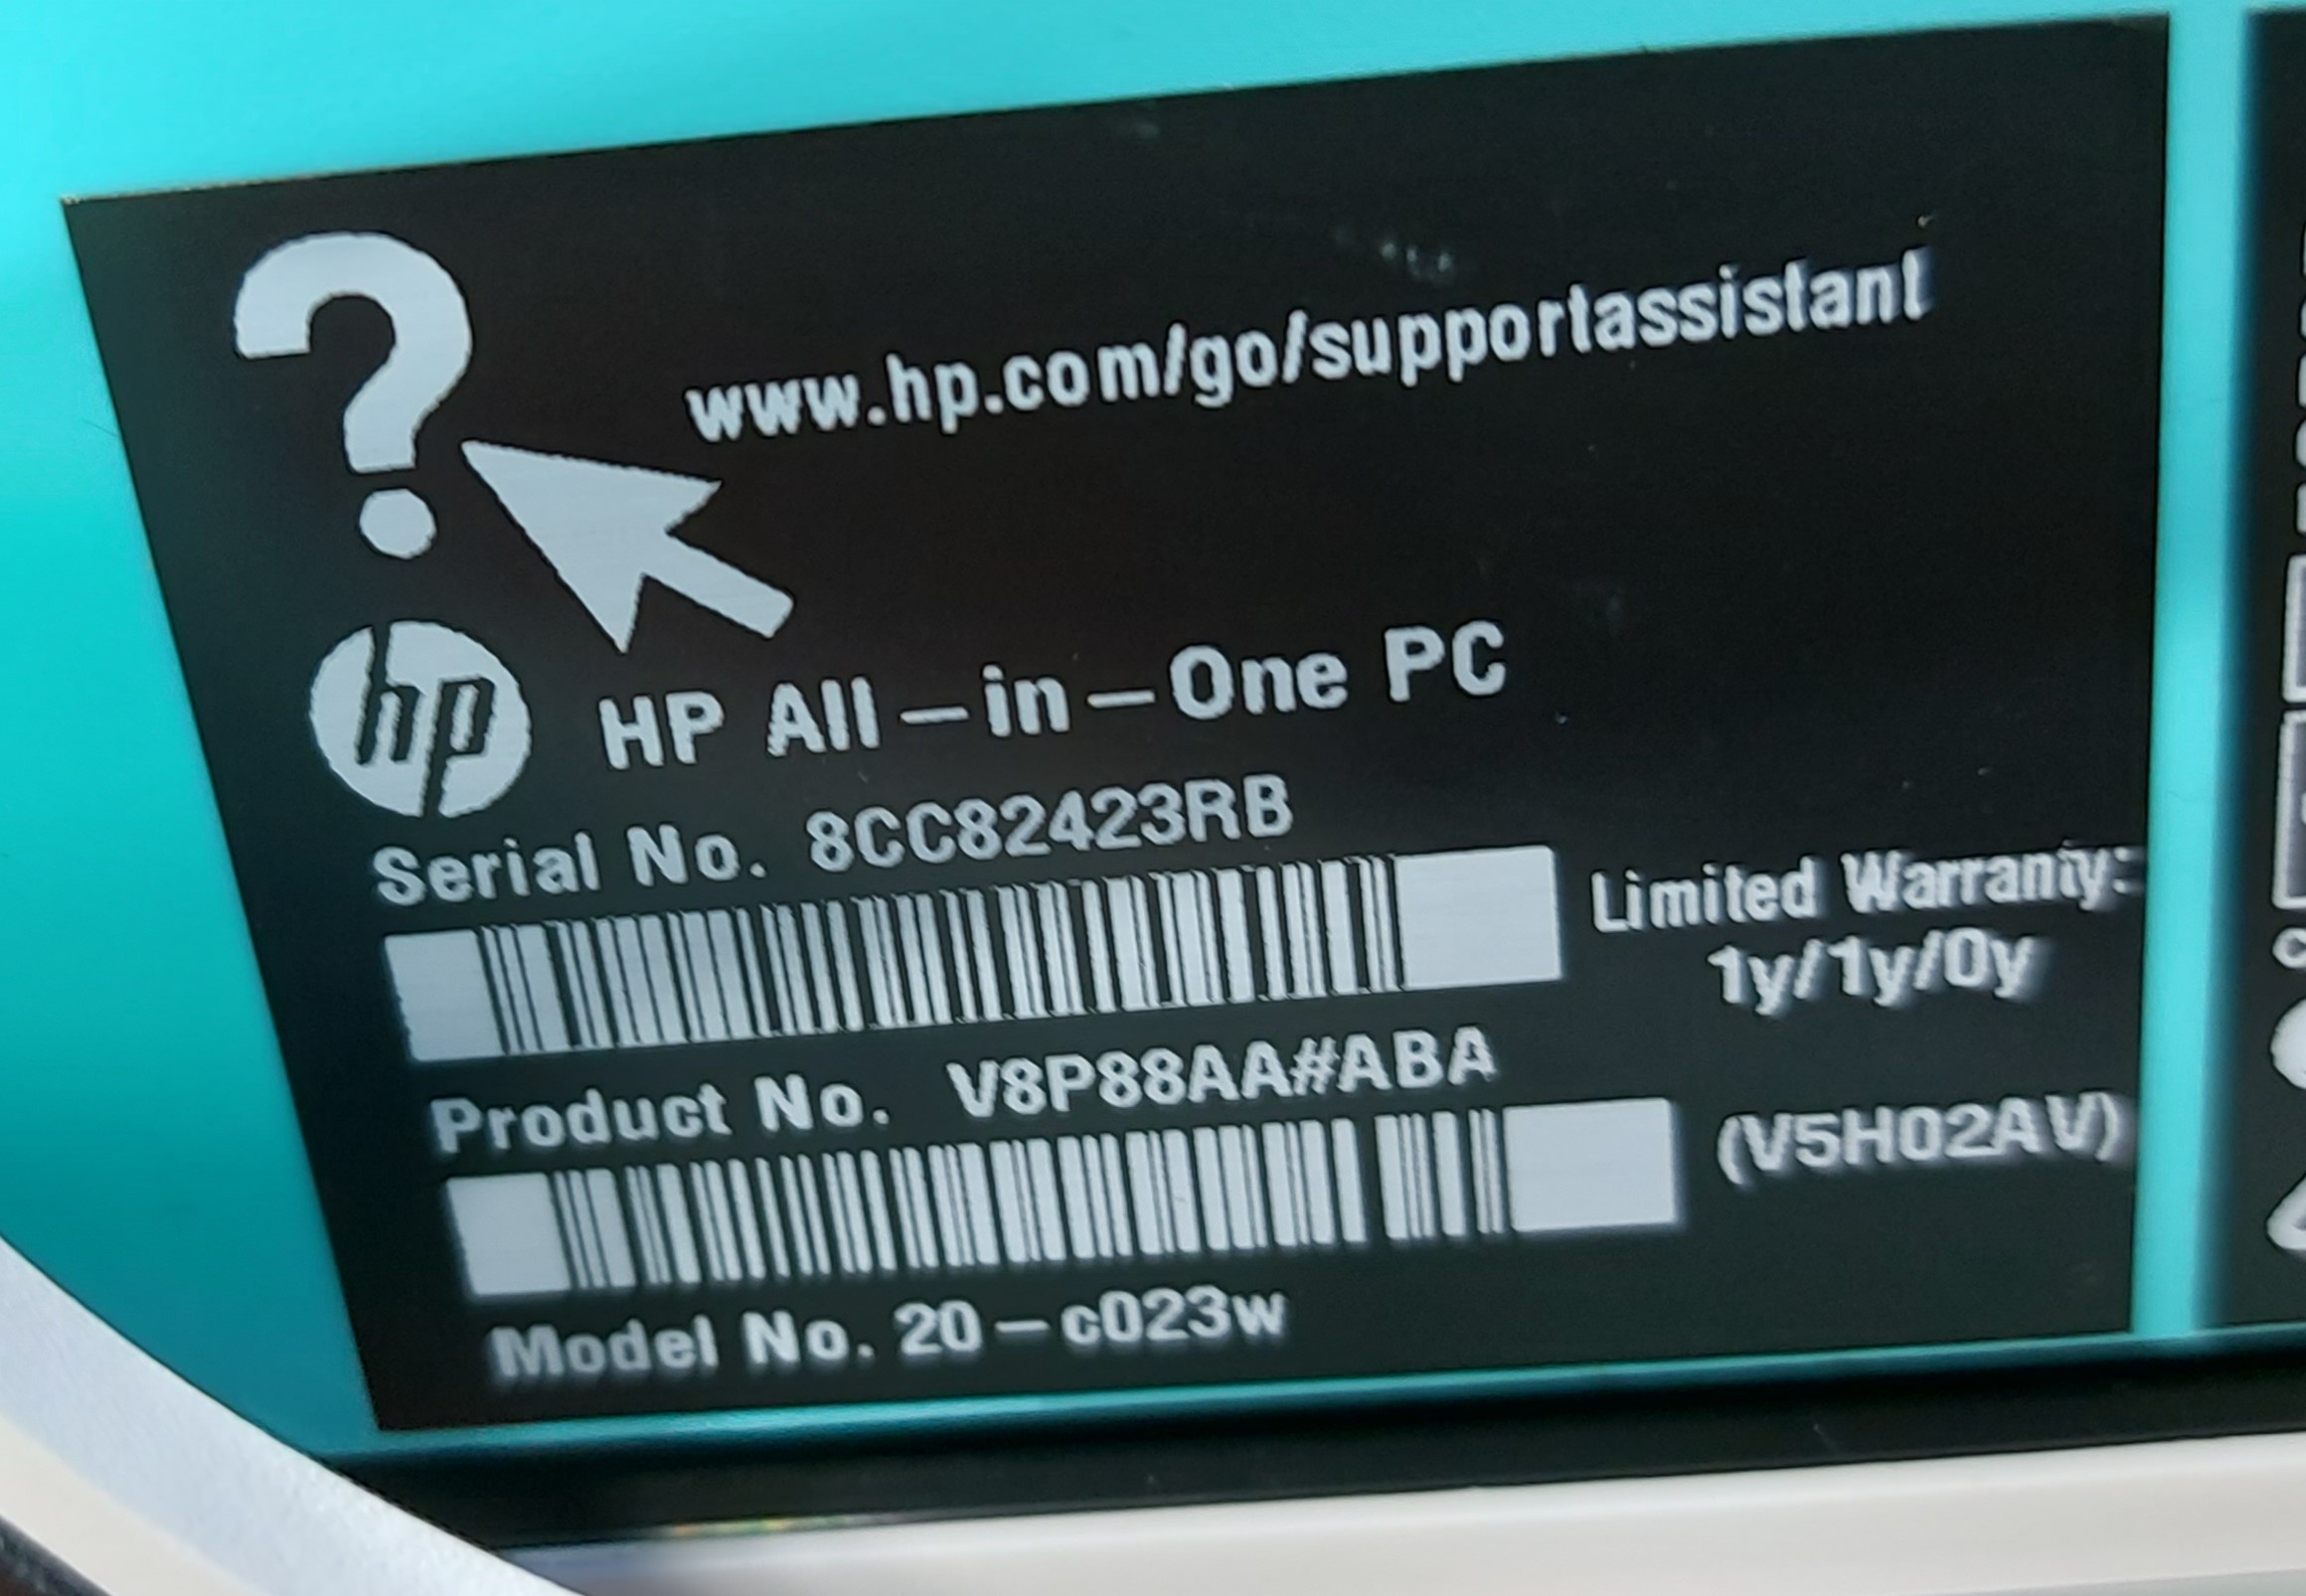 ?
www.hp.com/go/supportassistant
hp
HP All-in-One PC
Serial No. 8CC82423RB
Limited Warranty:
1y/1y/0y
Product No. V8P88AA#ABA
(V5H02AV)
Model No. 20-c023w